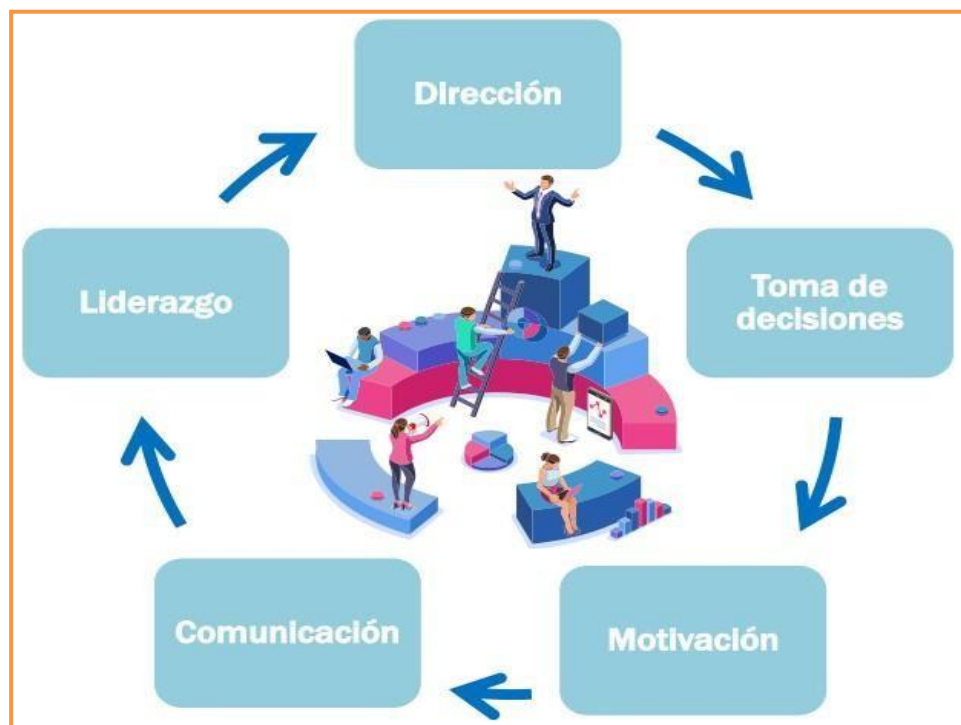 Dirección
Toma de
decisiones
Motivación
Comunicación
Liderazgo